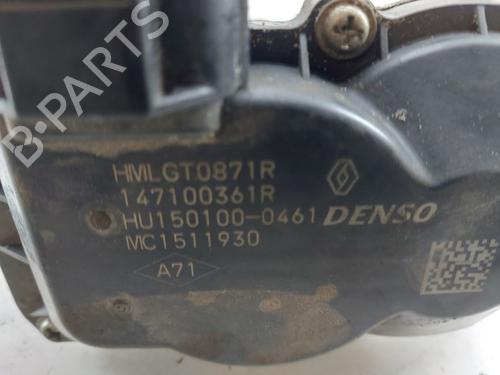 HMLGT0871R
147100361R
HU150100-0461 DENSO
MC1511930
A71
B-PARTS